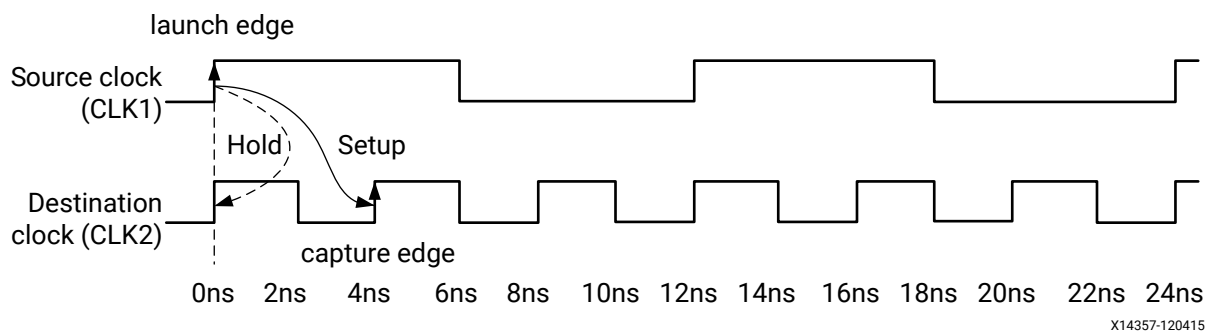 launch edge
Source clock
(CLK1)
Hold
Setup
Destination
clock (CLK2)
capture edge
0ns 2ns 4ns 6ns 8ns 10ns 12ns 14ns 16ns 18ns 20ns 22ns 24ns
X14357-120415